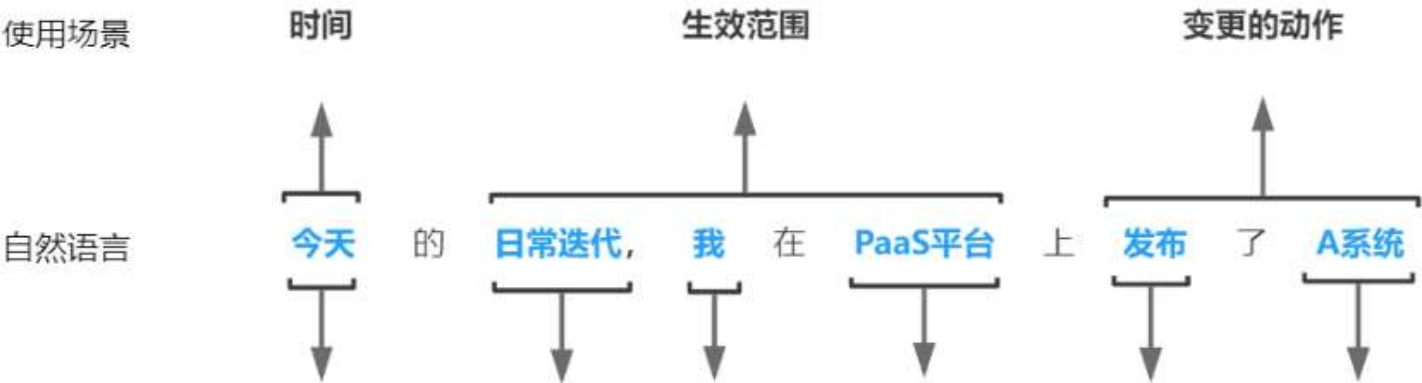 使用场景 时间 生效范围 变更的动作
自然语言 今天 的 日常迭代， 我 在 PaaS平台 上 发布 了 A系统